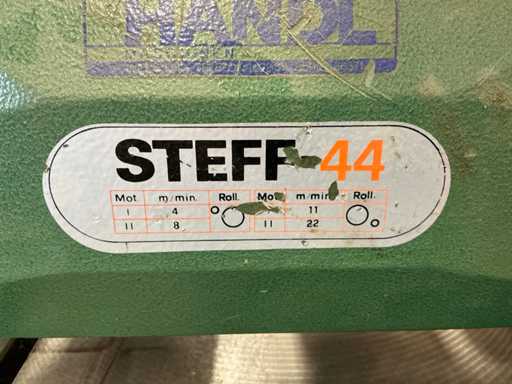 HANDL
STEFF 44
Mot. m/min. Roll. Mot. m/min. Roll.
I 4 11
II 8 II 22